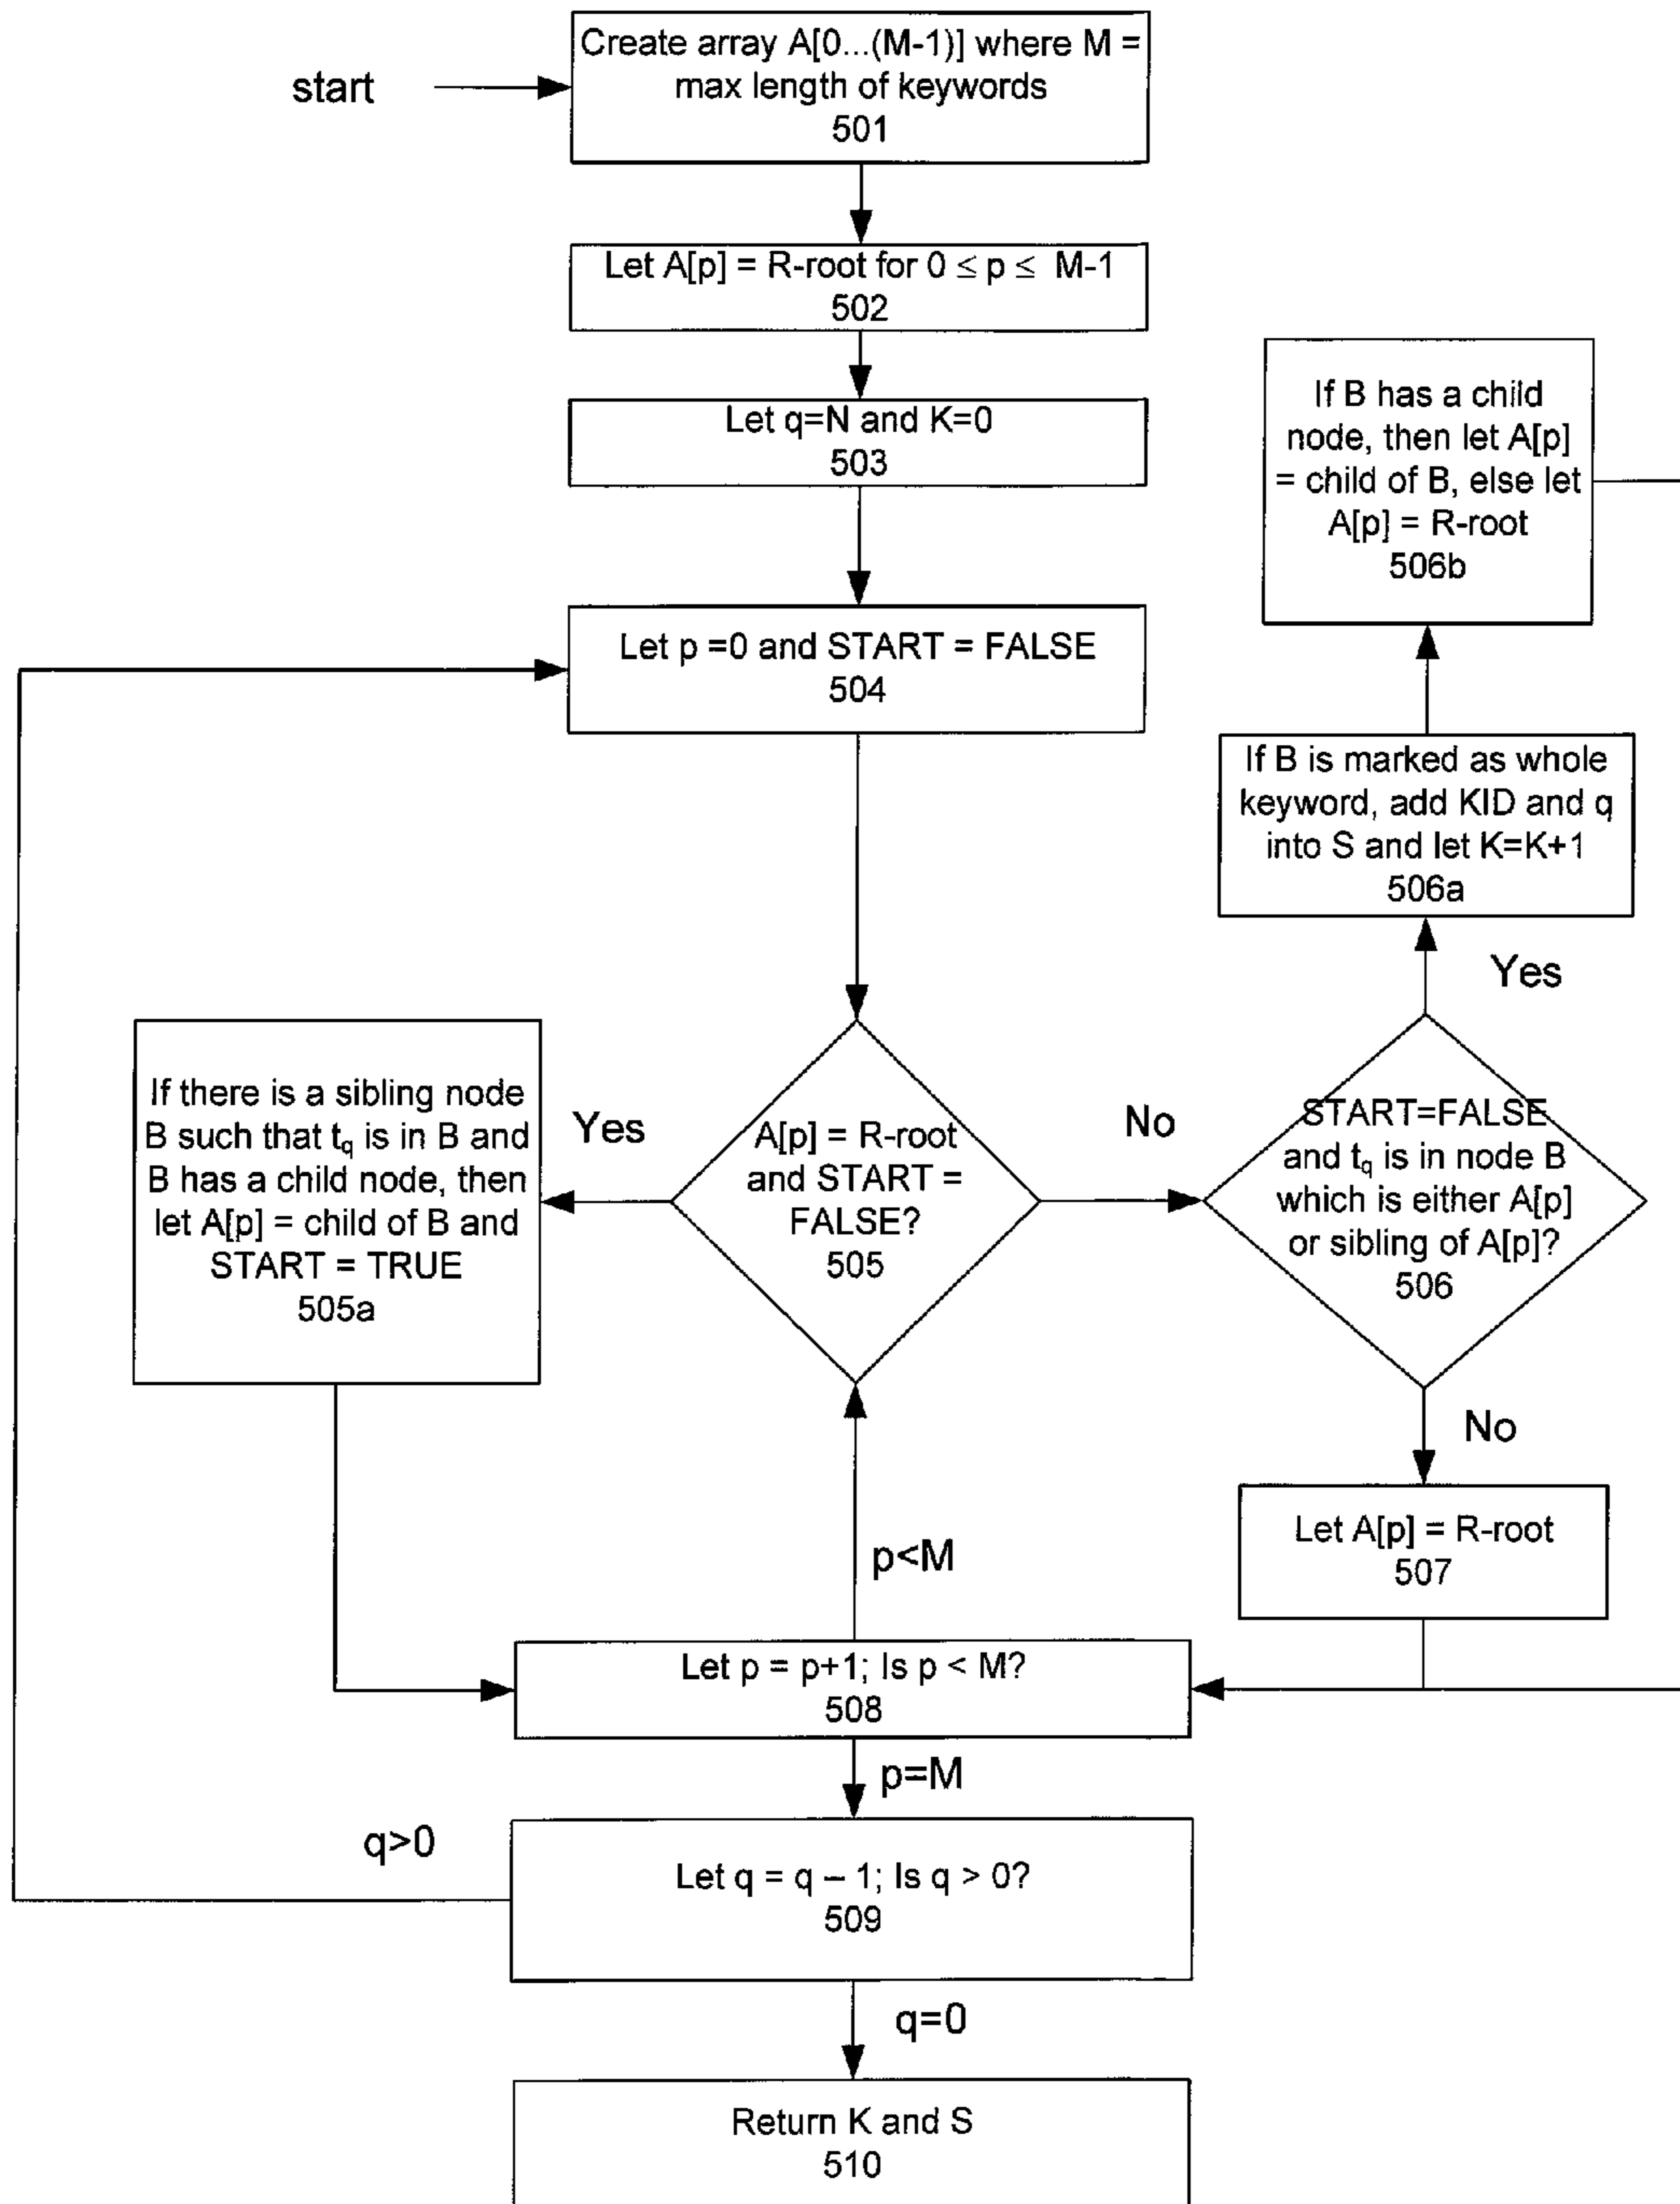 start
Create array A[0...(M-1)] where M =
max length of keywords
501
Let A[p] = R-root for 0 ≤ p ≤ M-1
502
Let q=N and K=0
503
Let p =0 and START = FALSE
504
If B has a child
node, then let A[p]
= child of B, else let
A[p] = R-root
506b
If B is marked as whole
keyword, add KID and q
into S and let K=K+1
506a
Yes
If there is a sibling node
B such that tq is in B and
B has a child node, then
let A[p] = child of B and
START = TRUE
505a
Yes
A[p] = R-root
and START =
FALSE?
505
No
START=FALSE
and tq is in node B
which is either A[p]
or sibling of A[p]?
506
No
Let A[p] = R-root
507
p<M
Let p = p+1; Is p < M?
508
p=M
q>0
Let q = q – 1; Is q > 0?
509
q=0
Return K and S
510